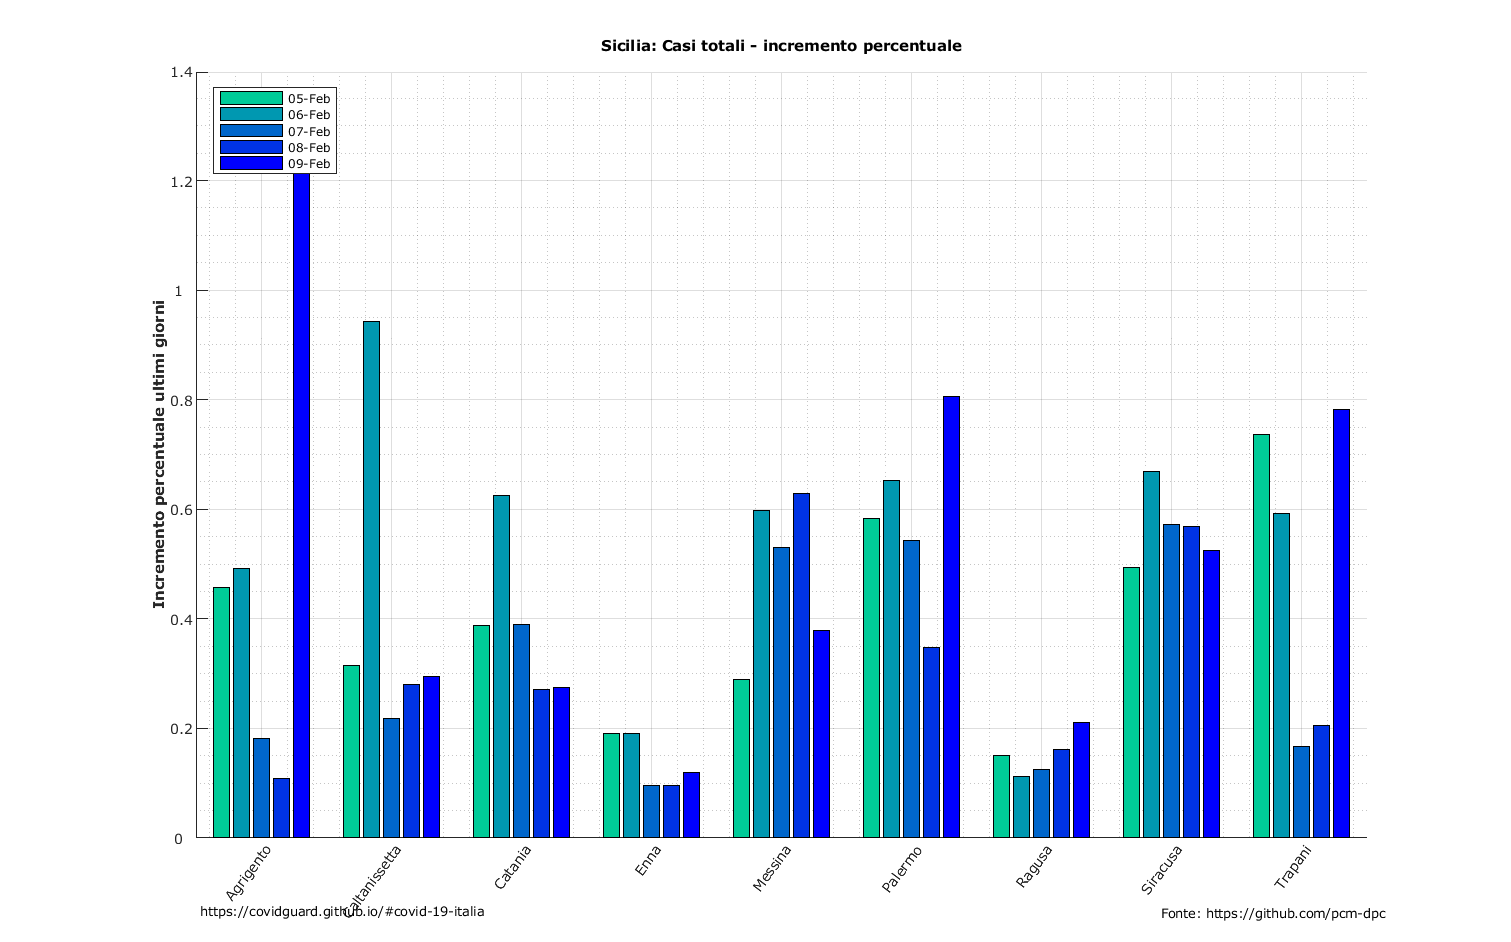 Sicilia: Casi totali - incremento percentuale
1.4
1.2
1
0.8
0.6
0.4
0.2
0
Incremento percentuale ultimi giorni
05-Feb
06-Feb
07-Feb
08-Feb
09-Feb
Agrigento
Caltanissetta
Catania
Enna
Messina
Palermo
Ragusa
Siracusa
Trapani
https://covidguard.github.io/#covid-19-italia
Fonte: https://github.com/pcm-dpc